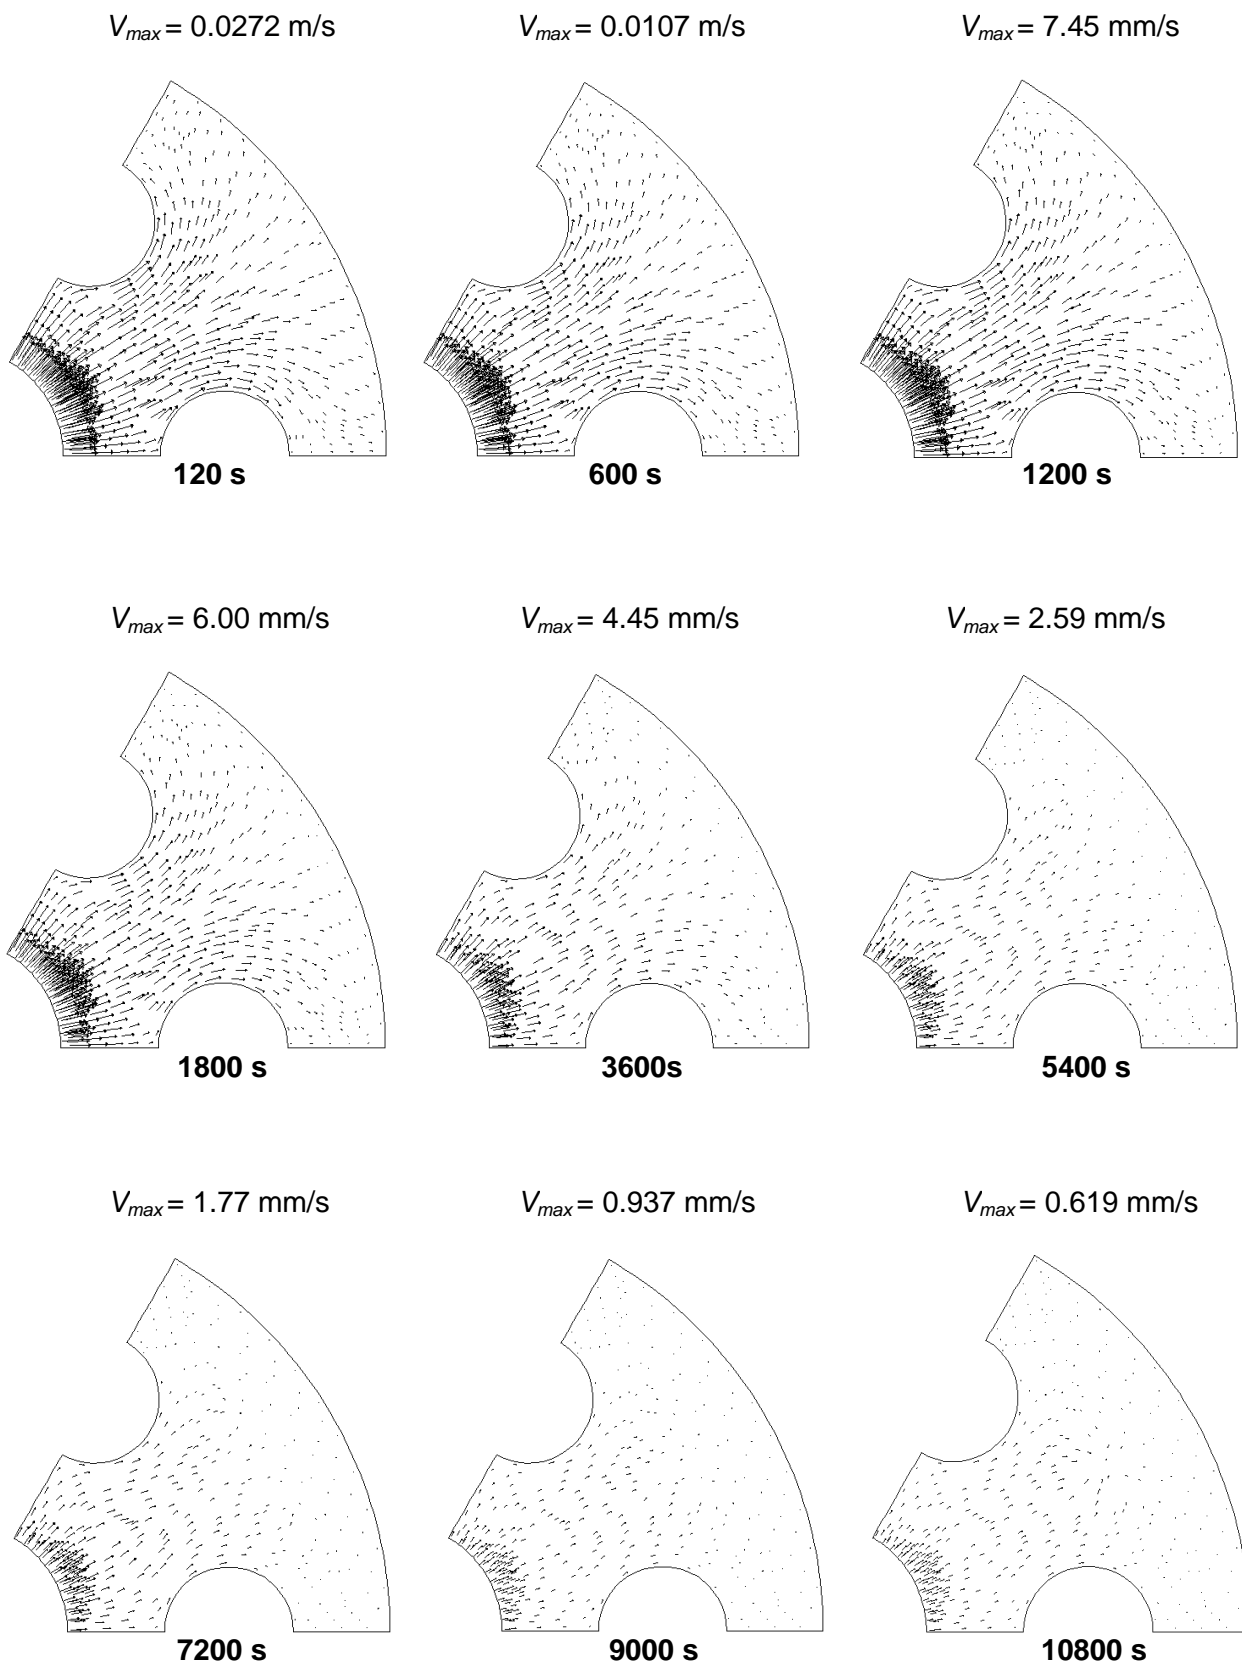 V_max = 0.0272 m/s
V_max = 0.0107 m/s
V_max = 7.45 mm/s
120 s
600 s
1200 s
V_max = 6.00 mm/s
V_max = 4.45 mm/s
V_max = 2.59 mm/s
1800 s
3600s
5400 s
V_max = 1.77 mm/s
V_max = 0.937 mm/s
V_max = 0.619 mm/s
7200 s
9000 s
10800 s